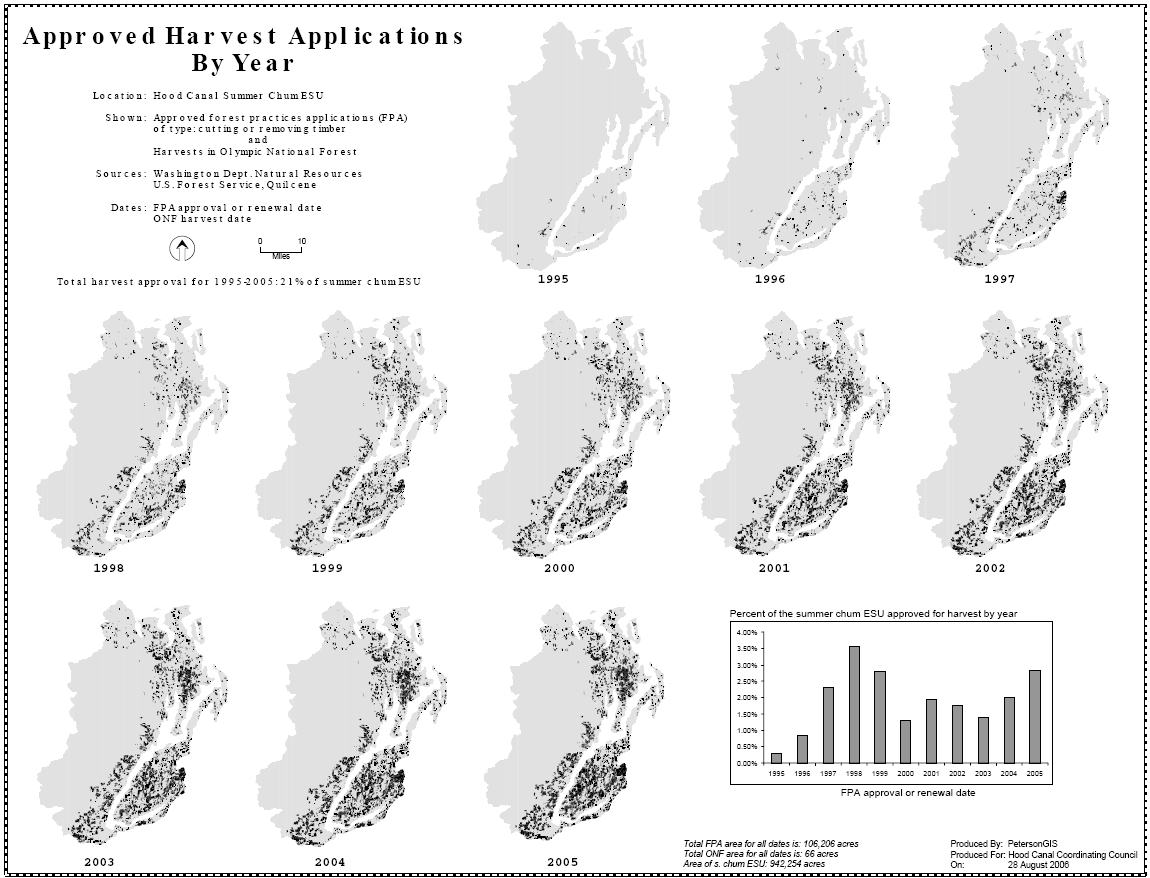 Approved Harvest Applications
By Year
Location: Hood Canal Summer Chum ESU
Shown: Approved forest practices applications (FPA)
of type: cutting or removing timber
and
Harvests in Olympic National Forest
Sources: Washington Dept. Natural Resources
U.S. Forest Service, Quilcene
Dates: FPA approval or renewal date
ONF harvest date
0 10
Miles
Total harvest approval for 1995-2005: 21% of summer chum ESU
1995 1996 1997
1998 1999 2000 2001 2002
2003 2004 2005
Percent of the summer chum ESU approved for harvest by year
4.00%
3.50%
3.00%
2.50%
2.00%
1.50%
1.00%
0.50%
0.00%
1995 1996 1997 1998 1999 2000 2001 2002 2003 2004 2005
FPA approval or renewal date
Total FPA area for all dates is: 106,206 acres
Total ONF area for all dates is: 66 acres
Area of s. chum ESU: 942,254 acres
Produced By: PetersonGIS
Produced For: Hood Canal Coordinating Council
On: 28 August 2006